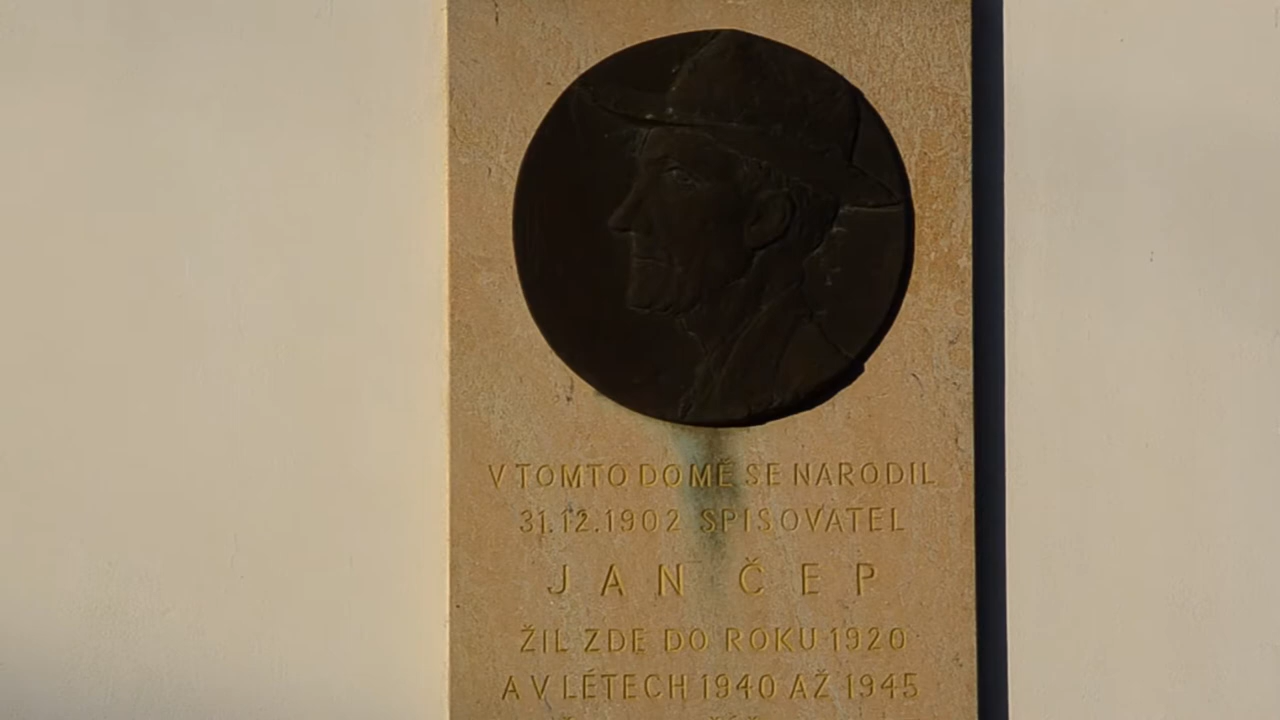 V TOMTO DOMĚ SE NARODIL
31.12.1902 SPISOVATEL
JAN ČEP
ŽIL ZDE DO ROKU 1920
A V LÉTECH 1940 AŽ 1945